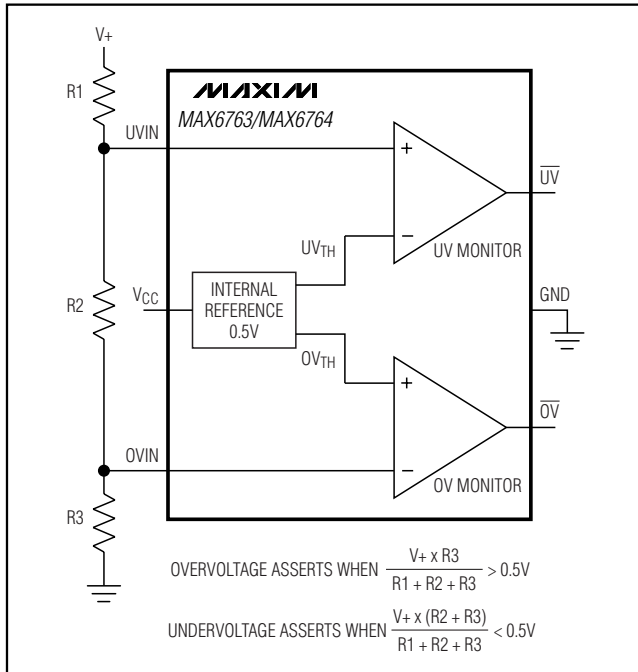 V+
R1
MAXIM
MAX6763/MAX6764
UVIN
+
UV
−
UVTH
UV MONITOR
R2
VCC
INTERNAL
REFERENCE
0.5V
GND
OVTH
+
OV
OVIN
−
OV MONITOR
R3
OVERVOLTAGE ASSERTS WHEN V+ x R3 / R1 + R2 + R3 > 0.5V
UNDERVOLTAGE ASSERTS WHEN V+ x (R2 + R3) / R1 + R2 + R3 < 0.5V